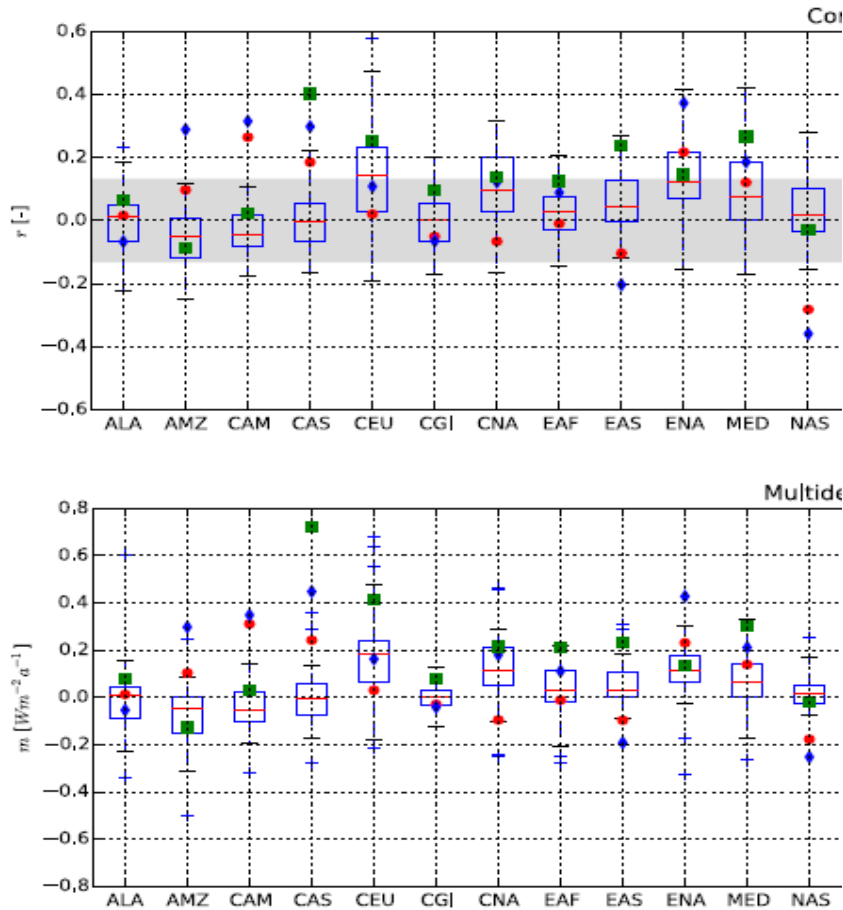 Cor
0.6
0.4
0.2
0.0
−0.2
−0.4
−0.6
r [-]
ALA AMZ CAM CAS CEU CGI CNA EAF EAS ENA MED NAS
Multide
0.8
0.6
0.4
0.2
0.0
−0.2
−0.4
−0.6
−0.8
m [Wm⁻²a⁻¹]
ALA AMZ CAM CAS CEU CGI CNA EAF EAS ENA MED NAS